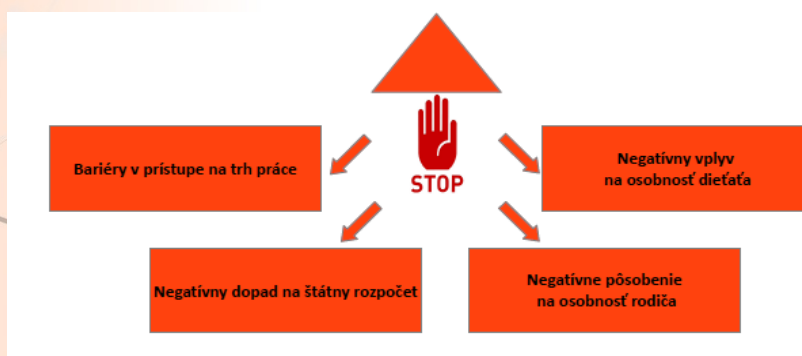 STOP
Bariéry v prístupe na trh práce
Negatívny vplyv
na osobnosť dieťaťa
Negatívny dopad na štátny rozpočet
Negatívne pôsobenie
na osobnosť rodiča